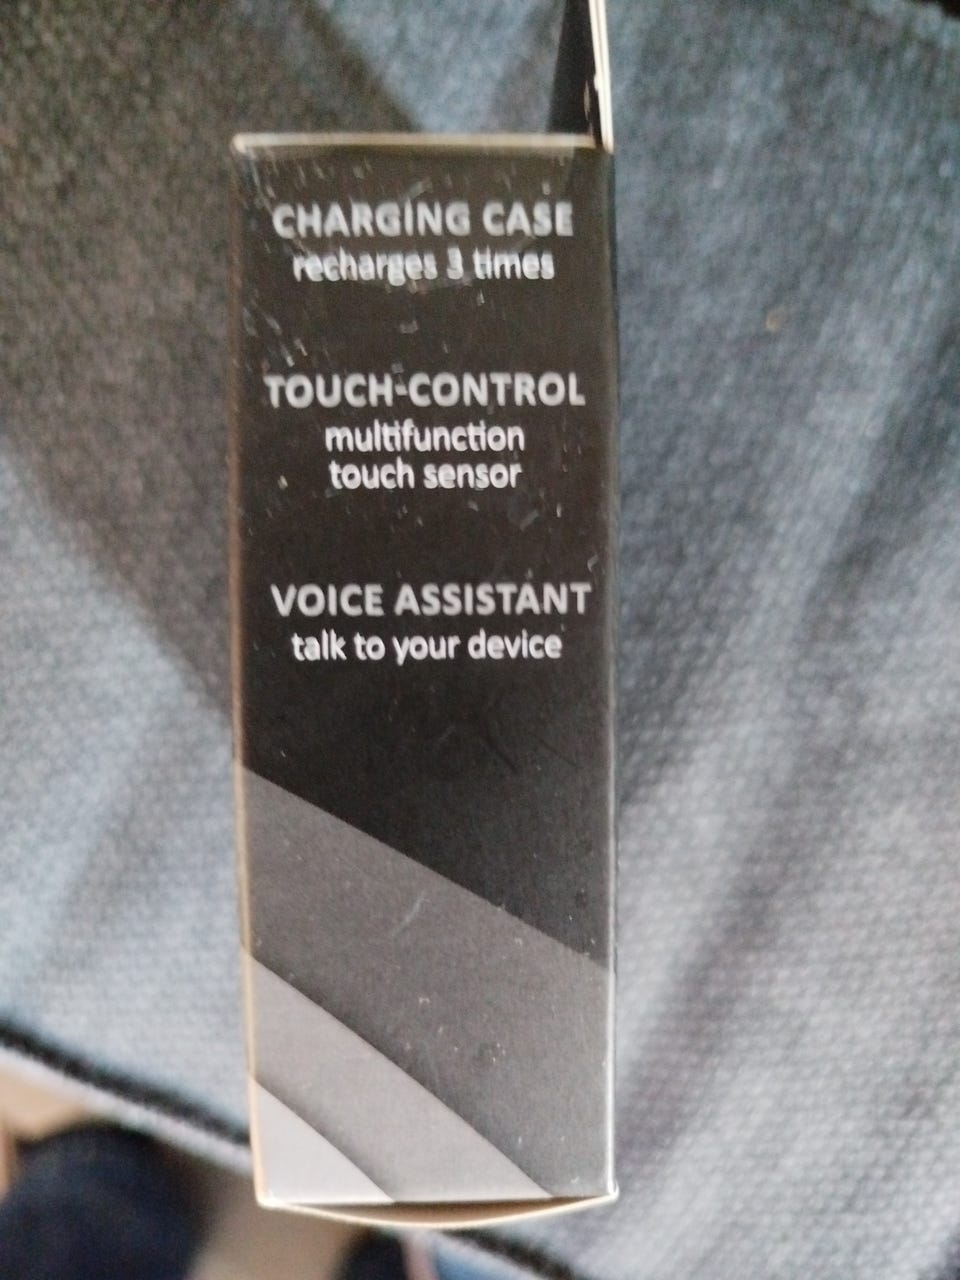 CHARGING CASE
recharges 3 times
TOUCH-CONTROL
multifunction
touch sensor
VOICE ASSISTANT
talk to your device